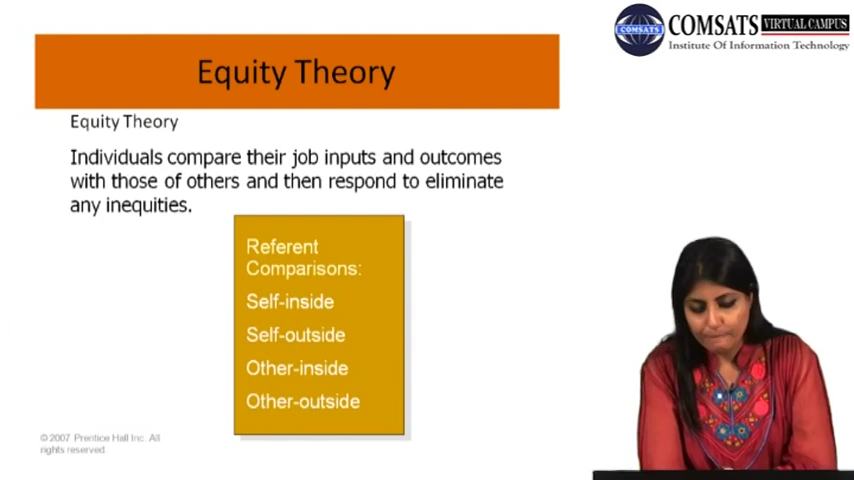 COMSATS VIRTUAL CAMPUS
Institute Of Information Technology
COMSATS
Equity Theory
Equity Theory
Individuals compare their job inputs and outcomes
with those of others and then respond to eliminate
any inequities.
Referent
Comparisons:
Self-inside
Self-outside
Other-inside
Other-outside
© 2007 Prentice Hall Inc. All
rights reserved.